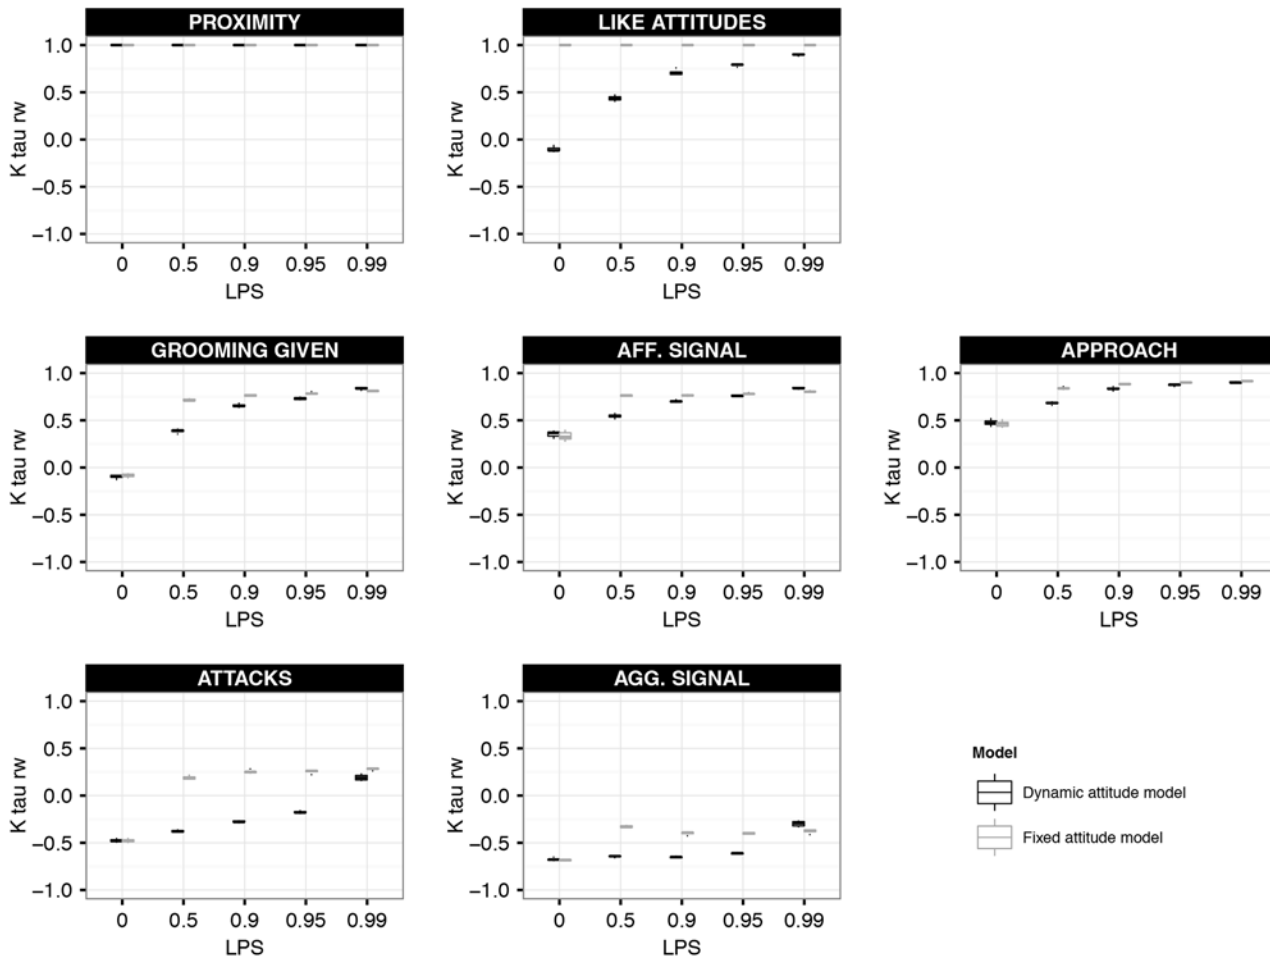 PROXIMITY
1.0
0.5
0.0
−0.5
−1.0
K tau rw
0 0.5 0.9 0.95 0.99
LPS
LIKE ATTITUDES
1.0
0.5
0.0
−0.5
−1.0
K tau rw
0 0.5 0.9 0.95 0.99
LPS
GROOMING GIVEN
1.0
0.5
0.0
−0.5
−1.0
K tau rw
0 0.5 0.9 0.95 0.99
LPS
AFF. SIGNAL
1.0
0.5
0.0
−0.5
−1.0
K tau rw
0 0.5 0.9 0.95 0.99
LPS
APPROACH
1.0
0.5
0.0
−0.5
−1.0
K tau rw
0 0.5 0.9 0.95 0.99
LPS
ATTACKS
1.0
0.5
0.0
−0.5
−1.0
K tau rw
0 0.5 0.9 0.95 0.99
LPS
AGG. SIGNAL
1.0
0.5
0.0
−0.5
−1.0
K tau rw
0 0.5 0.9 0.95 0.99
LPS
Model
Dynamic attitude model
Fixed attitude model